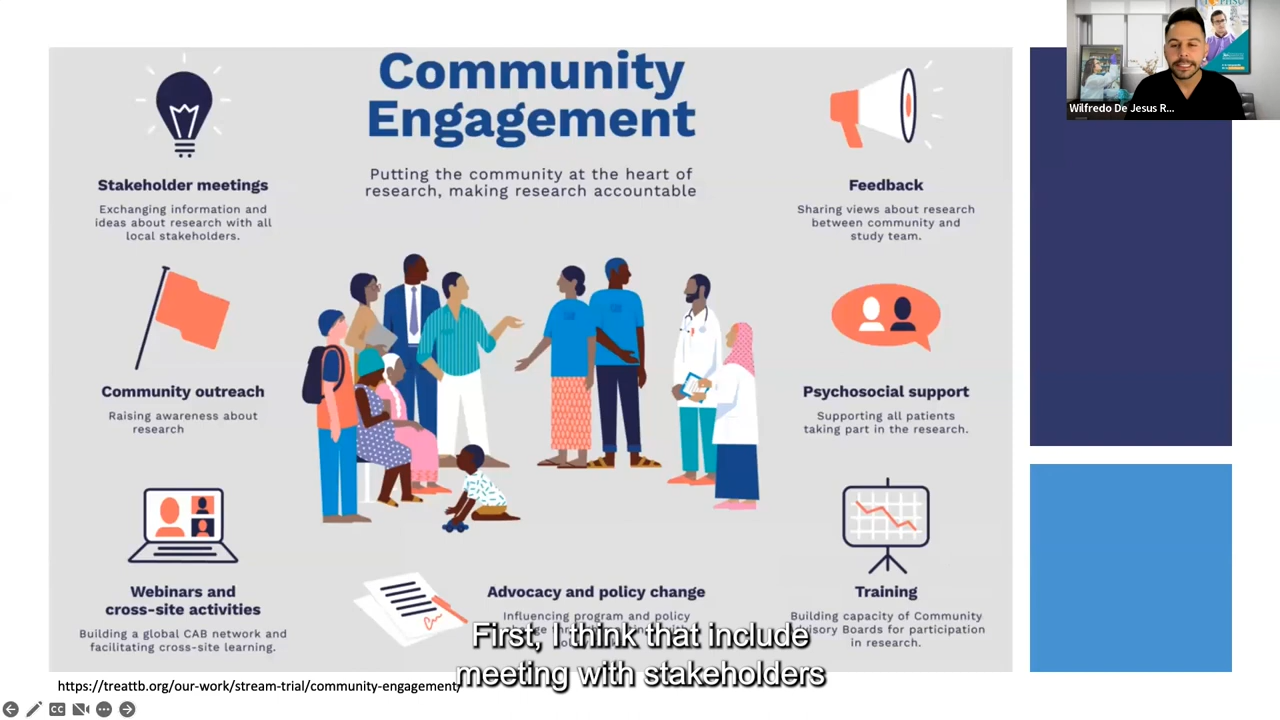 Community
Engagement
Putting the community at the heart of
research, making research accountable
Stakeholder meetings
Exchanging information and
ideas about research with all
local stakeholders.
Community outreach
Raising awareness about
research
Webinars and
cross-site activities
Building a global CAB network and
facilitating cross-site learning.
Advocacy and policy change
Influencing program and policy
Feedback
Sharing views about research
between community and
study team.
Psychosocial support
Supporting all patients
taking part in the research.
Training
Building capacity of Community
Advisory Boards for participation
in research.
First, I think that include
meeting with stakeholders
https://treattb.org/our-work/stream-trial/community-engagement/
Wilfredo De Jesus R...
CC